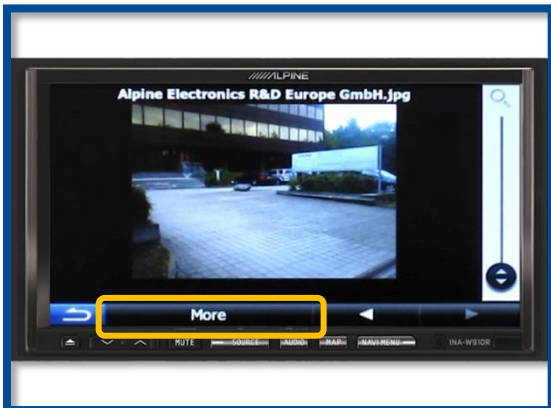 ALPINE
Alpine Electronics R&D Europe GmbH.jpg
More
MUTE SOURCE AUDIO MAP NAVI MENU INA-W910R